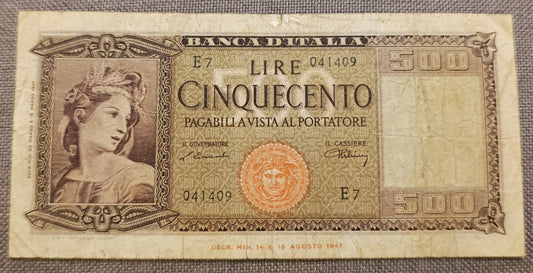 BANCA D'ITALIA
500
E7 041409
LIRE
CINQUECENTO
PAGABILI A VISTA AL PORTATORE
IL GOVERNATORE
IL CASSIERE
041409 E7
500
DECR. MIN. 14 E 16 AGOSTO 1947